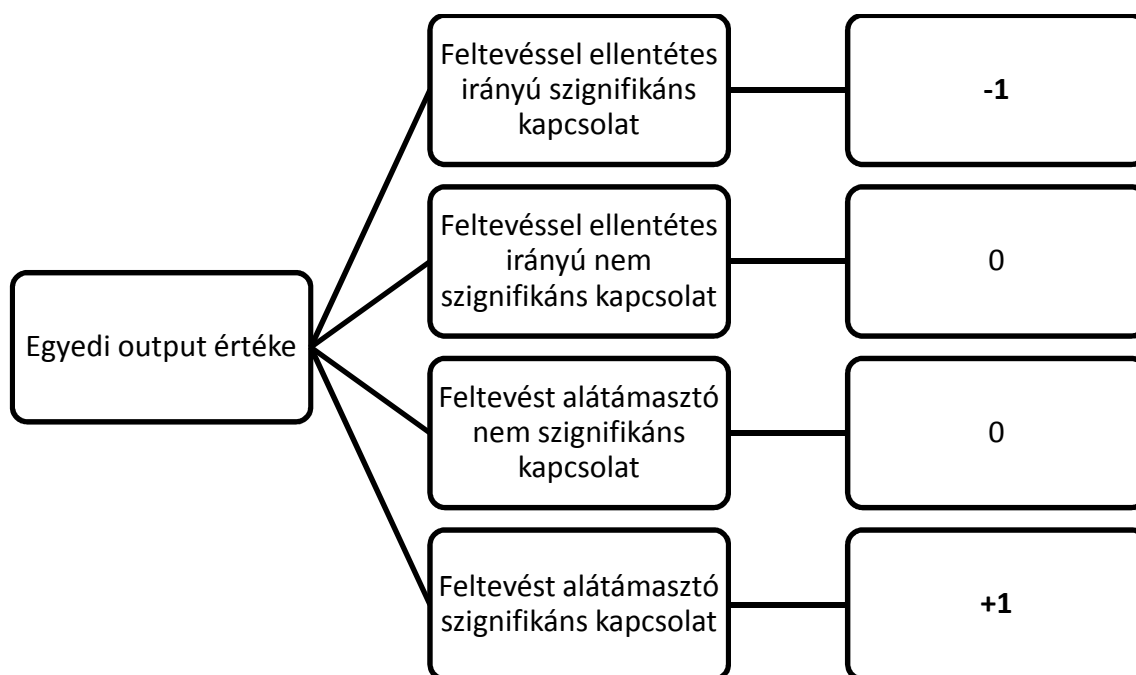 Egyedi output értéke
Feltevéssel ellentétes
irányú szignifikáns
kapcsolat
-1
Feltevéssel ellentétes
irányú nem
szignifikáns kapcsolat
0
Feltevést alátámasztó
nem szignifikáns
kapcsolat
0
Feltevést alátámasztó
szignifikáns kapcsolat
+1